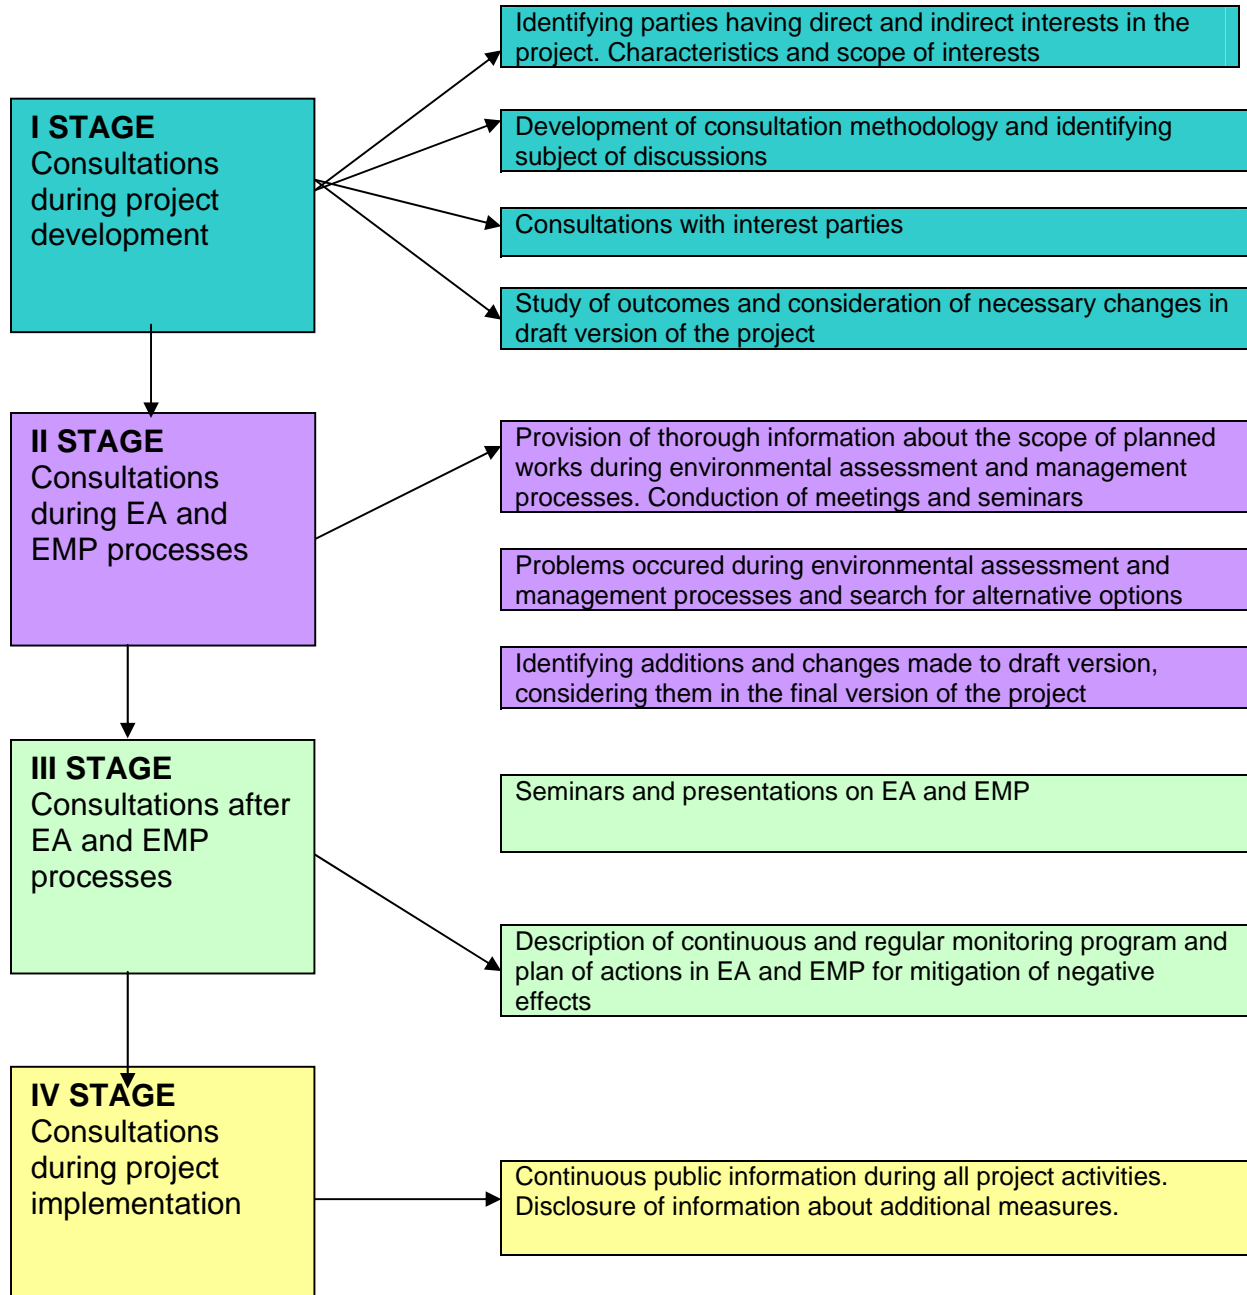 I STAGE
Consultations
during project
development
Identifying parties having direct and indirect interests in the
project. Characteristics and scope of interests
Development of consultation methodology and identifying
subject of discussions
Consultations with interest parties
Study of outcomes and consideration of necessary changes in
draft version of the project
II STAGE
Consultations
during EA and
EMP processes
Provision of thorough information about the scope of planned
works during environmental assessment and management
processes. Conduction of meetings and seminars
Problems occured during environmental assessment and
management processes and search for alternative options
Identifying additions and changes made to draft version,
considering them in the final version of the project
III STAGE
Consultations after
EA and EMP
processes
Seminars and presentations on EA and EMP
Description of continuous and regular monitoring program and
plan of actions in EA and EMP for mitigation of negative
effects
IV STAGE
Consultations
during project
implementation
Continuous public information during all project activities.
Disclosure of information about additional measures.